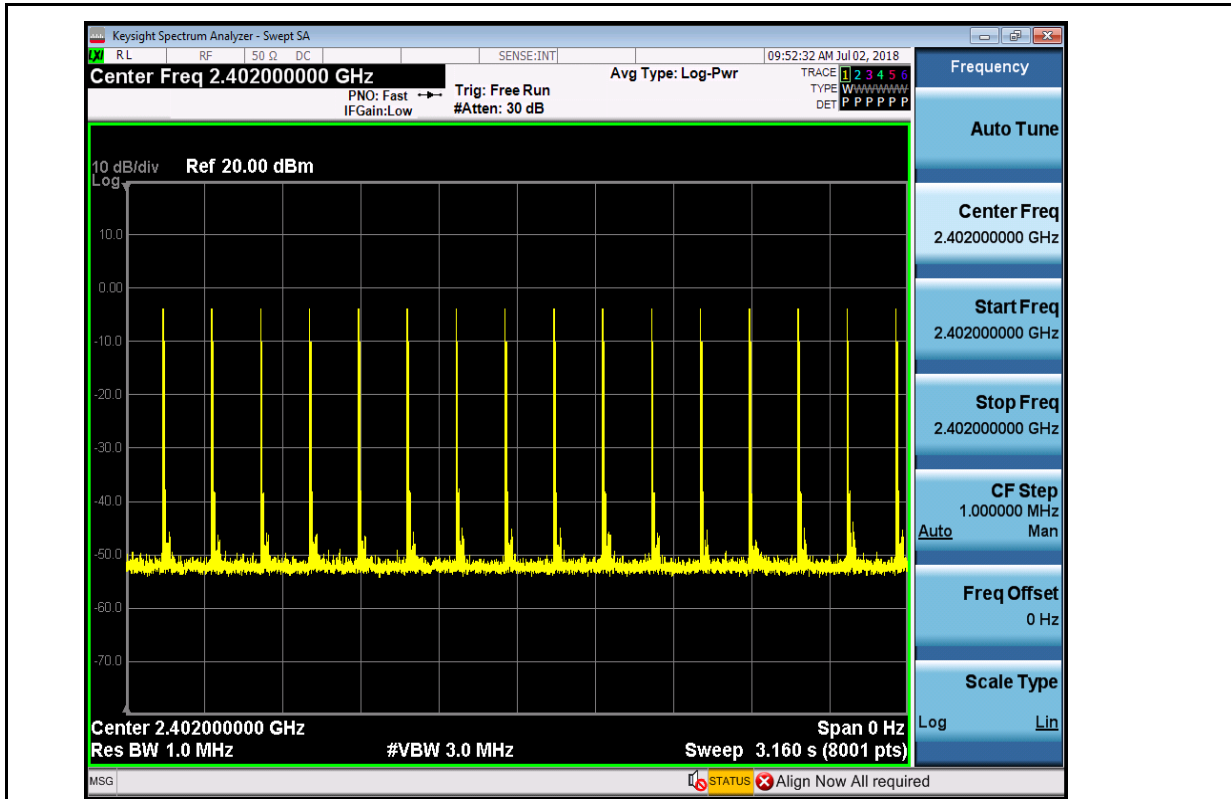 Keysight Spectrum Analyzer - Swept SA
LXI RL RF 50 Ω DC SENSE:INT 09:52:32 AM Jul 02, 2018
Center Freq 2.402000000 GHz
PNO: Fast
IFGain:Low
Trig: Free Run
#Atten: 30 dB
Avg Type: Log-Pwr
TRACE 1 2 3 4 5 6
TYPE WWWWWW
DET P P P P P P
10 dB/div Ref 20.00 dBm
Log
10.0
0.00
-10.0
-20.0
-30.0
-40.0
-50.0
-60.0
-70.0
Center 2.402000000 GHz Span 0 Hz
Res BW 1.0 MHz #VBW 3.0 MHz Sweep 3.160 s (8001 pts)
MSG STATUS Align Now All required
Frequency
Auto Tune
Center Freq
2.402000000 GHz
Start Freq
2.402000000 GHz
Stop Freq
2.402000000 GHz
CF Step
1.000000 MHz
Auto Man
Freq Offset
0 Hz
Scale Type
Log Lin